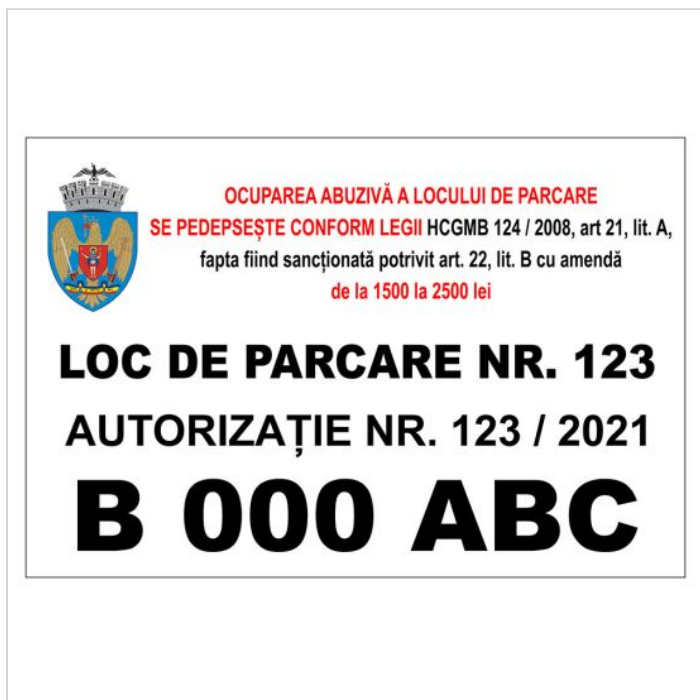 OCUPAREA ABUZIVĂ A LOCULUI DE PARCARE
SE PEDEPSEȘTE CONFORM LEGII HCGMB 124 / 2008, art 21, lit. A,
fapta fiind sancționată potrivit art. 22, lit. B cu amendă
de la 1500 la 2500 lei
LOC DE PARCARE NR. 123
AUTORIZAȚIE NR. 123 / 2021
B 000 ABC